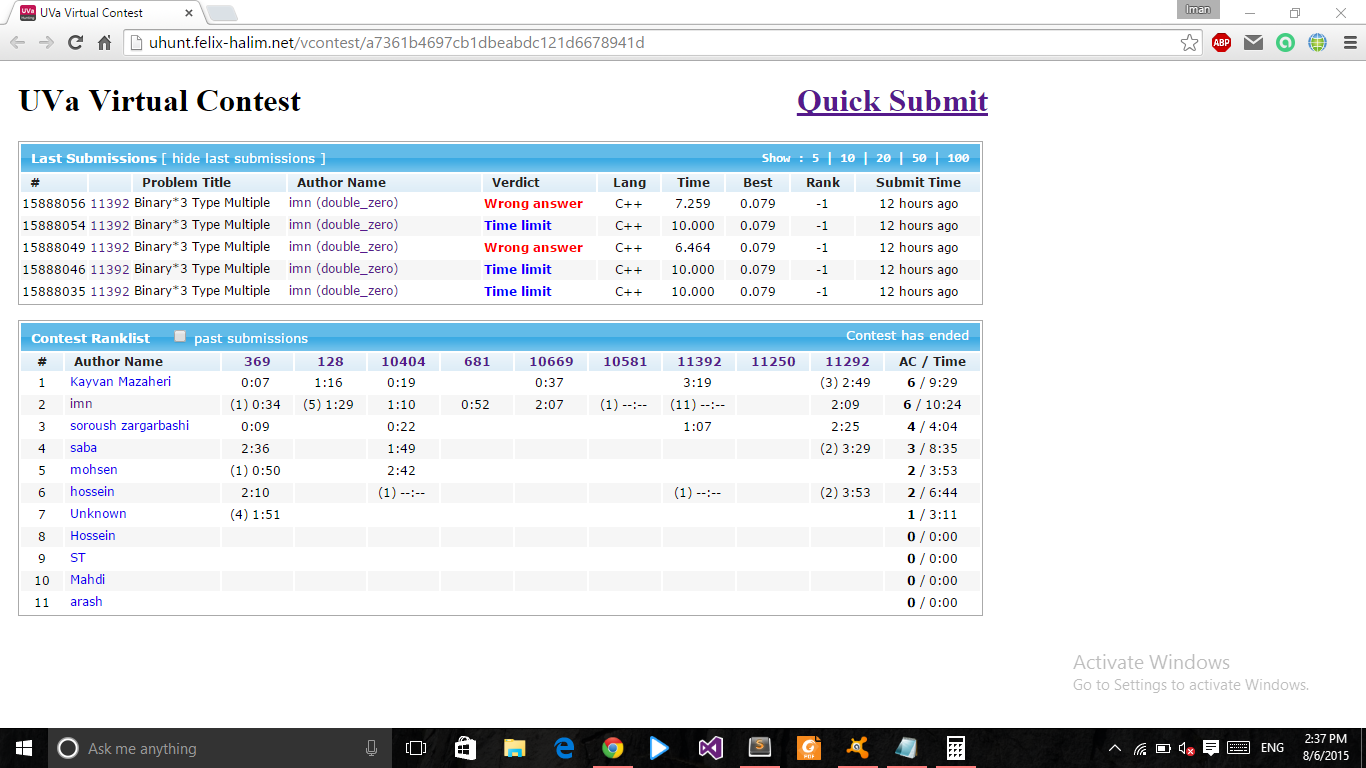 UVa Virtual Contest
Iman
uhunt.felix-halim.net/vcontest/a7361b4697cb1dbeabdc121d6678941d
ABP
UVa Virtual Contest Quick Submit
Last Submissions [ hide last submissions ] Show : 5 | 10 | 20 | 50 | 100
# Problem Title Author Name Verdict Lang Time Best Rank Submit Time
15888056 11392 Binary*3 Type Multiple imn (double_zero) Wrong answer C++ 7.259 0.079 -1 12 hours ago
15888054 11392 Binary*3 Type Multiple imn (double_zero) Time limit C++ 10.000 0.079 -1 12 hours ago
15888049 11392 Binary*3 Type Multiple imn (double_zero) Wrong answer C++ 6.464 0.079 -1 12 hours ago
15888046 11392 Binary*3 Type Multiple imn (double_zero) Time limit C++ 10.000 0.079 -1 12 hours ago
15888035 11392 Binary*3 Type Multiple imn (double_zero) Time limit C++ 10.000 0.079 -1 12 hours ago
Contest Ranklist past submissions Contest has ended
# Author Name 369 128 10404 681 10669 10581 11392 11250 11292 AC / Time
1 Kayvan Mazaheri 0:07 1:16 0:19 0:37 3:19 (3) 2:49 6 / 9:29
2 imn (1) 0:34 (5) 1:29 1:10 0:52 2:07 (1) --:-- (11) --:-- 2:09 6 / 10:24
3 soroush zargarbashi 0:09 0:22 1:07 2:25 4 / 4:04
4 saba 2:36 1:49 (2) 3:29 3 / 8:35
5 mohsen (1) 0:50 2:42 2 / 3:53
6 hossein 2:10 (1) --:-- (1) --:-- (2) 3:53 2 / 6:44
7 Unknown (4) 1:51 1 / 3:11
8 Hossein 0 / 0:00
9 ST 0 / 0:00
10 Mahdi 0 / 0:00
11 arash 0 / 0:00
Activate Windows
Go to Settings to activate Windows.
Ask me anything
ENG
2:37 PM
8/6/2015